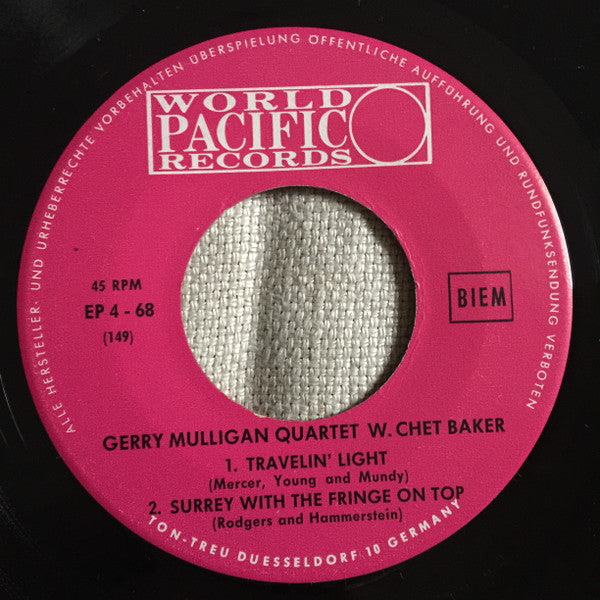 ALLE HERSTELLER- UND URHEBERRECHTE VORBEHALTEN ÜBERSPIELUNG ÖFFENTLICHE AUFFÜHRUNG UND RUNDFUNKSENDUNG VERBOTEN
WORLD
PACIFIC
RECORDS
45 RPM
EP 4 - 68
(149)
BIEM
GERRY MULLIGAN QUARTET W. CHET BAKER
1. TRAVELIN' LIGHT
(Mercer, Young and Mundy)
2. SURREY WITH THE FRINGE ON TOP
(Rodgers and Hammerstein)
TON-TREU DUESSELDORF 10 GERMANY